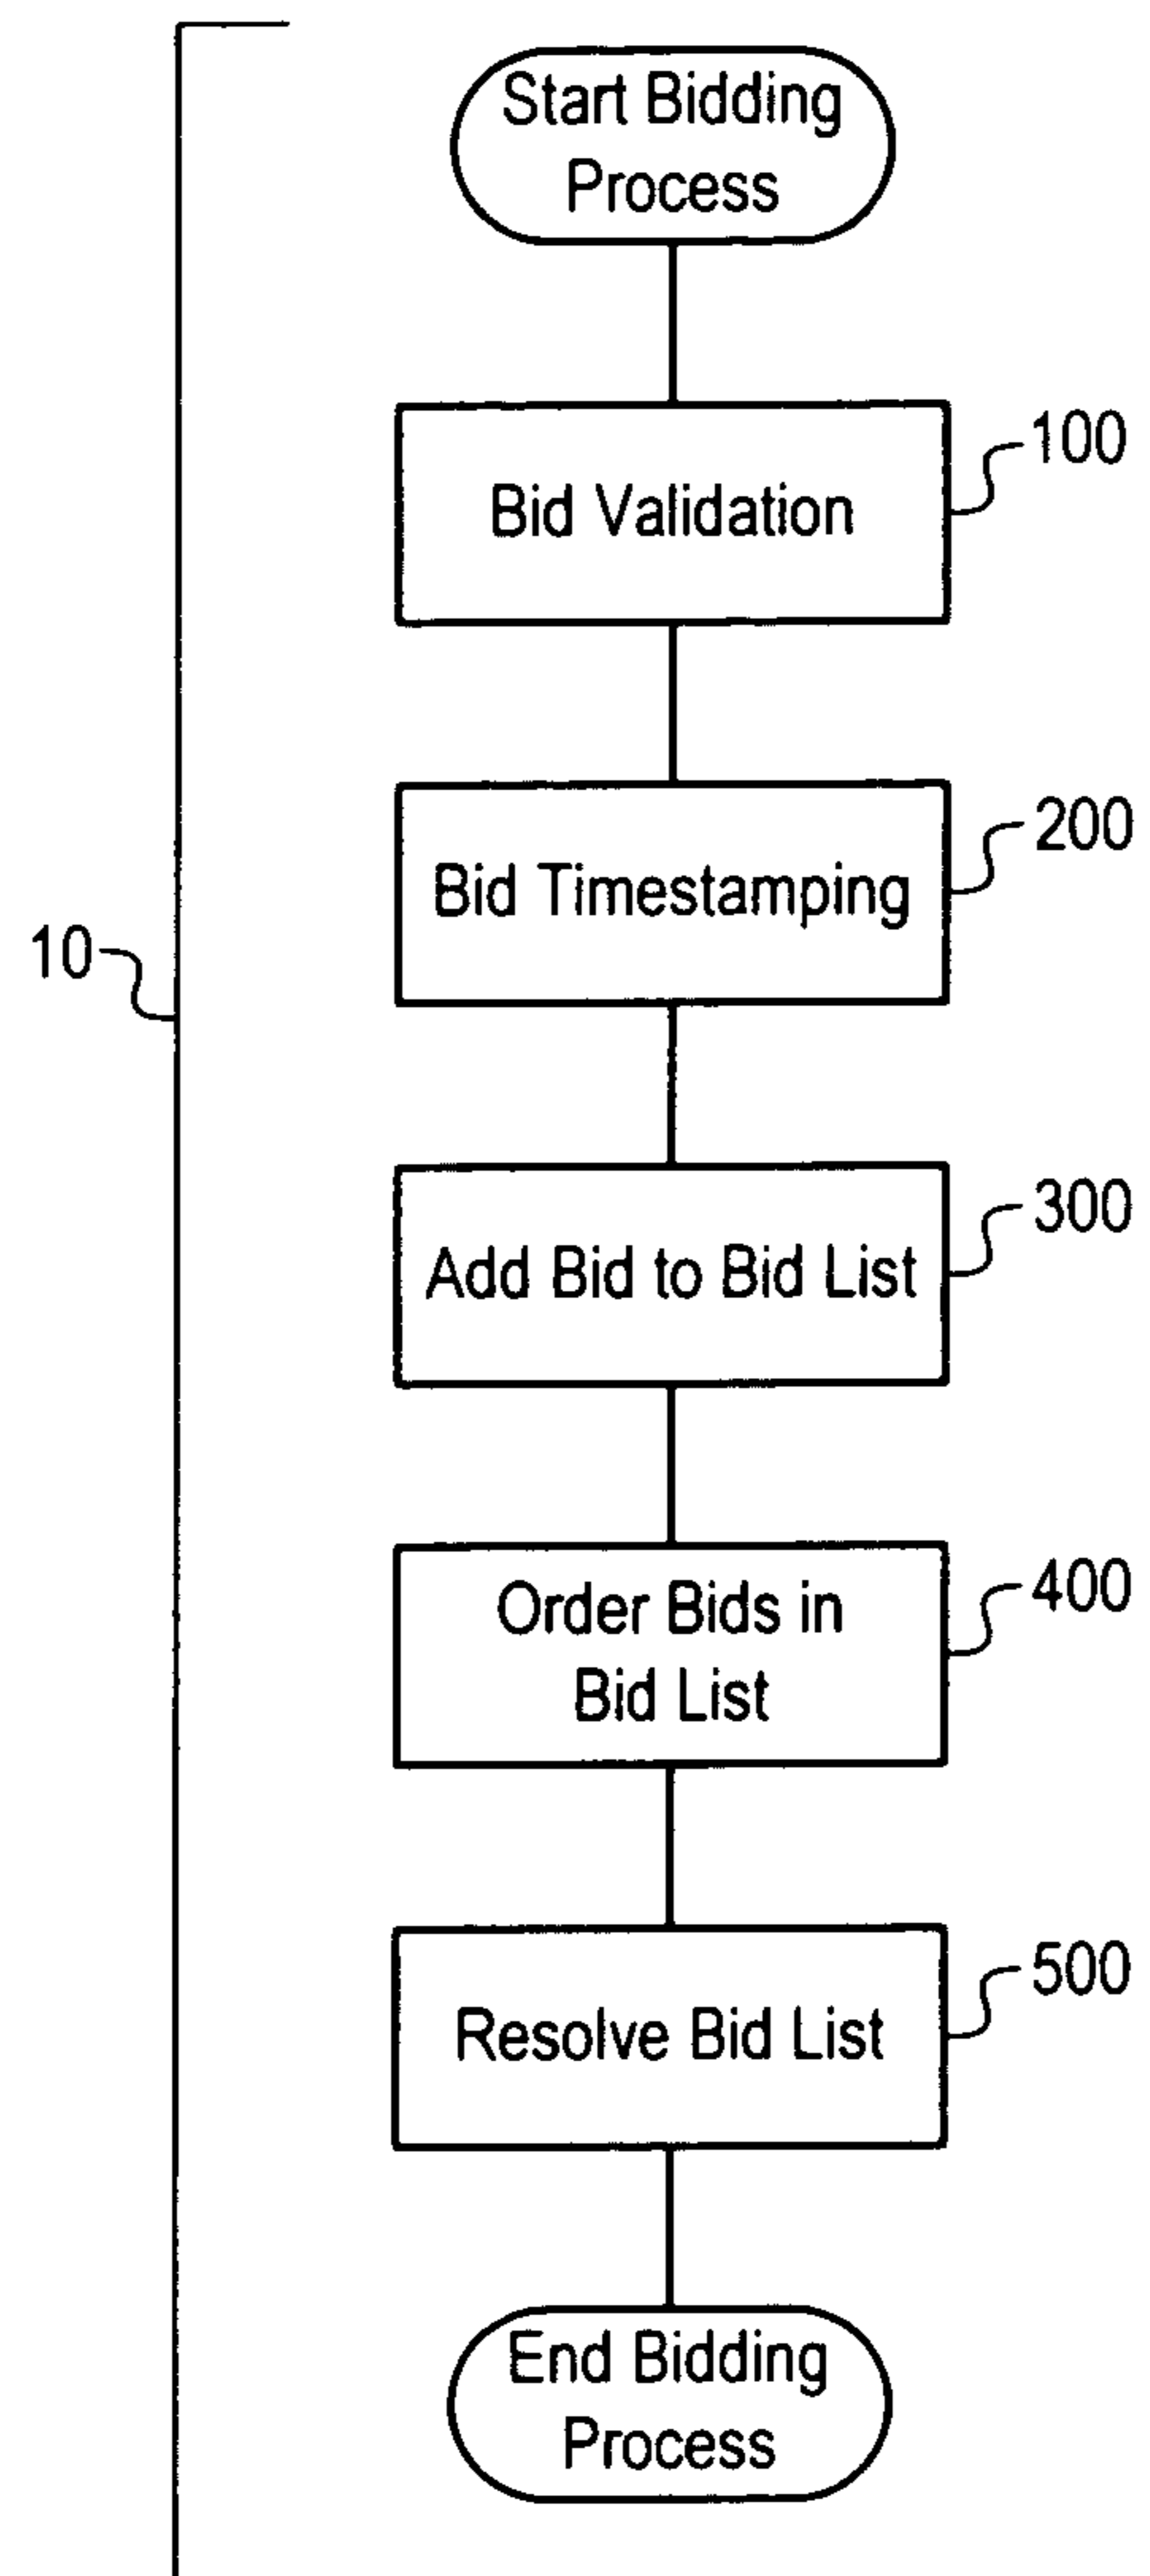 Start Bidding
Process
100
Bid Validation
200
Bid Timestamping
10
300
Add Bid to Bid List
400
Order Bids in
Bid List
500
Resolve Bid List
End Bidding
Process